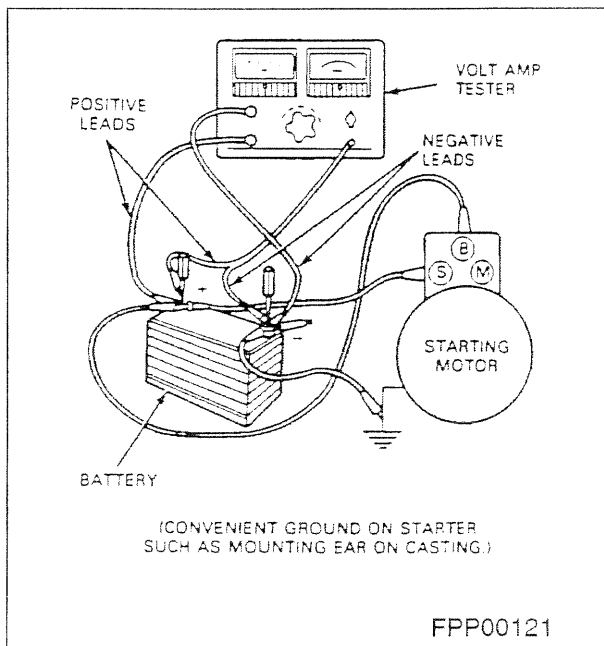 VOLT AMP
TESTER
POSITIVE
LEADS
NEGATIVE
LEADS
+
B
S
M
-
STARTING
MOTOR
BATTERY
(CONVENIENT GROUND ON STARTER
SUCH AS MOUNTING EAR ON CASTING.)
FPP00121